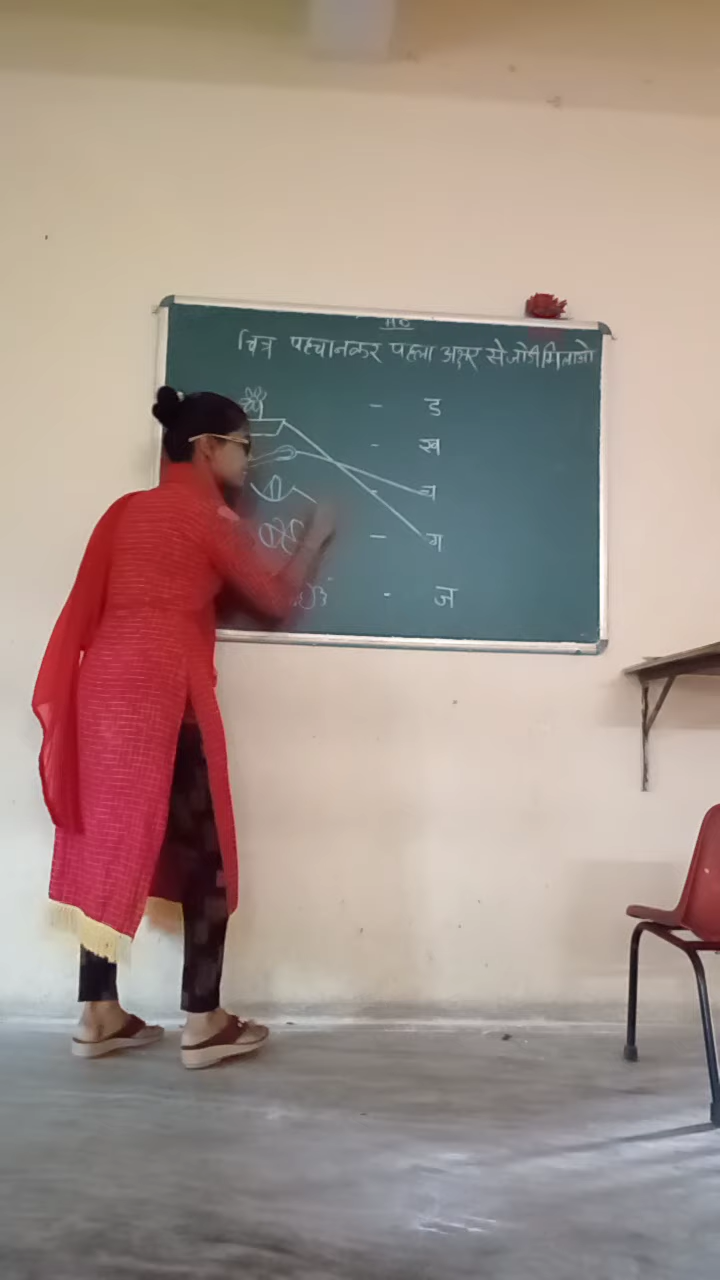 चित्र पहचानकर पहला अक्षर से जोडी मिलाओ
- ड
- ख
- च
- ग
- ज